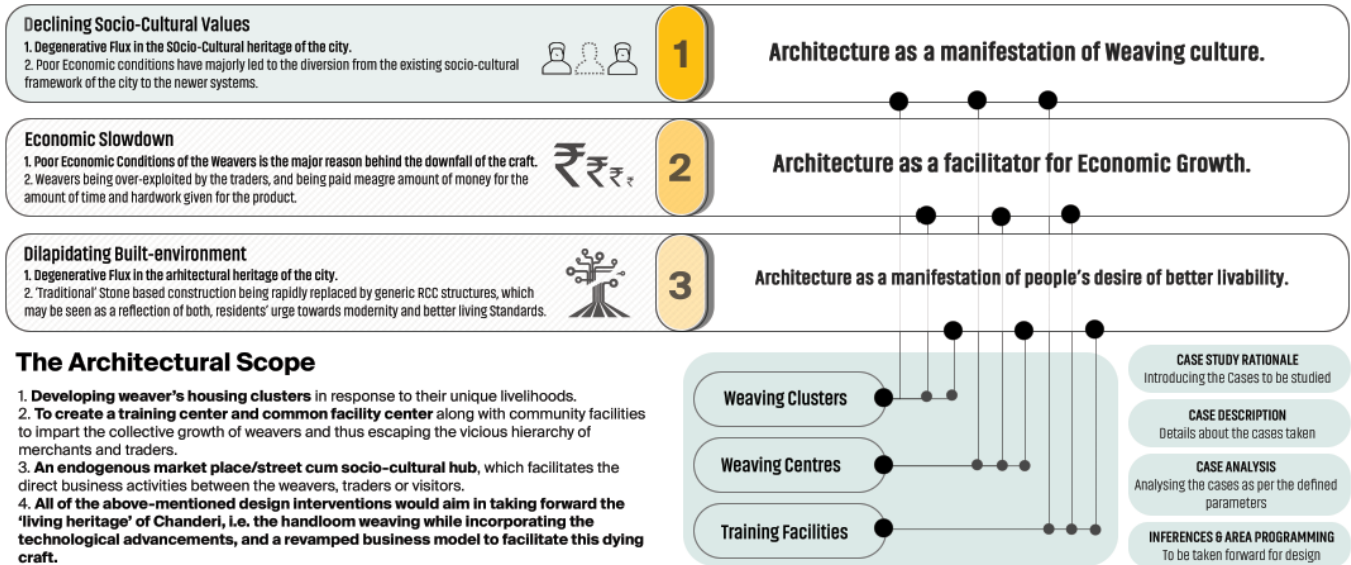 Declining Socio-Cultural Values
1. Degenerative Flux in the SOcio-Cultural heritage of the city.
2. Poor Economic conditions have majorly led to the diversion from the existing socio-cultural
framework of the city to the newer systems.
1
Architecture as a manifestation of Weaving culture.
Economic Slowdown
1. Poor Economic Conditions of the Weavers is the major reason behind the downfall of the craft.
2. Weavers being over-exploited by the traders, and being paid meagre amount of money for the
amount of time and hardwork given for the product.
₹₹₹₹
2
Architecture as a facilitator for Economic Growth.
Dilapidating Built-environment
1. Degenerative Flux in the arhitectural heritage of the city.
2. 'Traditional' Stone based construction being rapidly replaced by generic RCC structures, which
may be seen as a reflection of both, residents' urge towards modernity and better living Standards.
3
Architecture as a manifestation of people's desire of better livability.
The Architectural Scope
1. Developing weaver's housing clusters in response to their unique livelihoods.
2. To create a training center and common facility center along with community facilities
to impart the collective growth of weavers and thus escaping the vicious hierarchy of
merchants and traders.
3. An endogenous market place/street cum socio-cultural hub, which facilitates the
direct business activities between the weavers, traders or visitors.
4. All of the above-mentioned design interventions would aim in taking forward the
'living heritage' of Chanderi, i.e. the handloom weaving while incorporating the
technological advancements, and a revamped business model to facilitate this dying
craft.
Weaving Clusters
Weaving Centres
Training Facilities
CASE STUDY RATIONALE
Introducing the Cases to be studied
CASE DESCRIPTION
Details about the cases taken
CASE ANALYSIS
Analysing the cases as per the defined
parameters
INFERENCES & AREA PROGRAMMING
To be taken forward for design